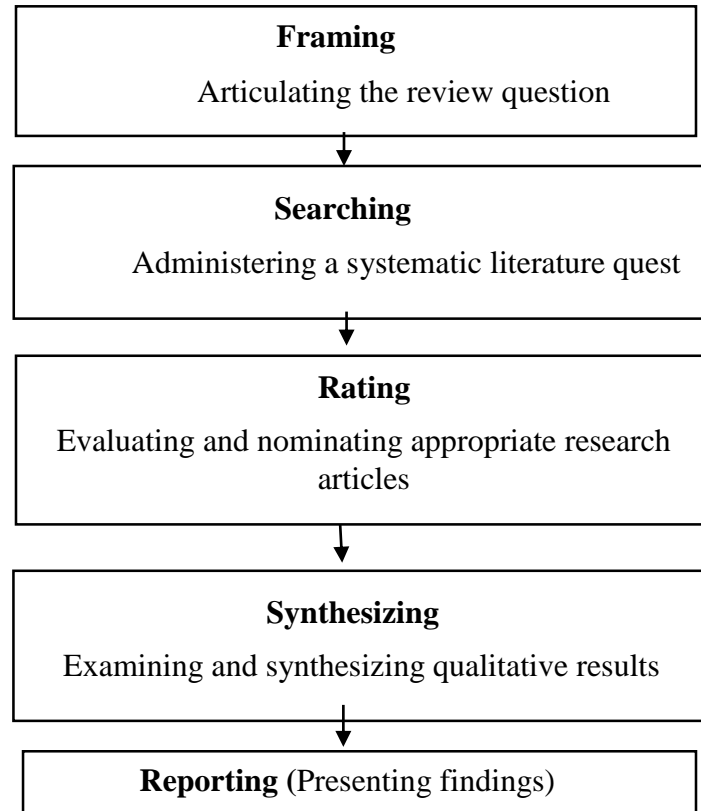 Framing
Articulating the review question
Searching
Administering a systematic literature quest
Rating
Evaluating and nominating appropriate research
articles
Synthesizing
Examining and synthesizing qualitative results
Reporting (Presenting findings)